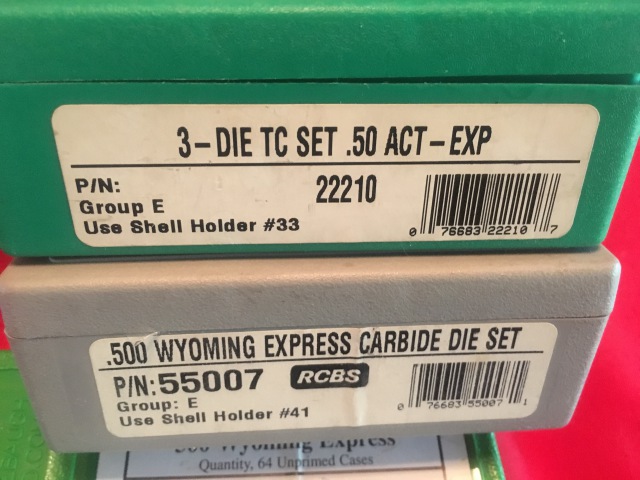 3-DIE TC SET .50 ACT-EXP
P/N: 22210
Group E
Use Shell Holder #33
0 76683 22210 7
.500 WYOMING EXPRESS CARBIDE DIE SET
P/N: 55007 RCBS
Group: E
Use Shell Holder #41
0 76683 55007 1
500 Wyoming Express
Quantity, 64 Unprimed Cases